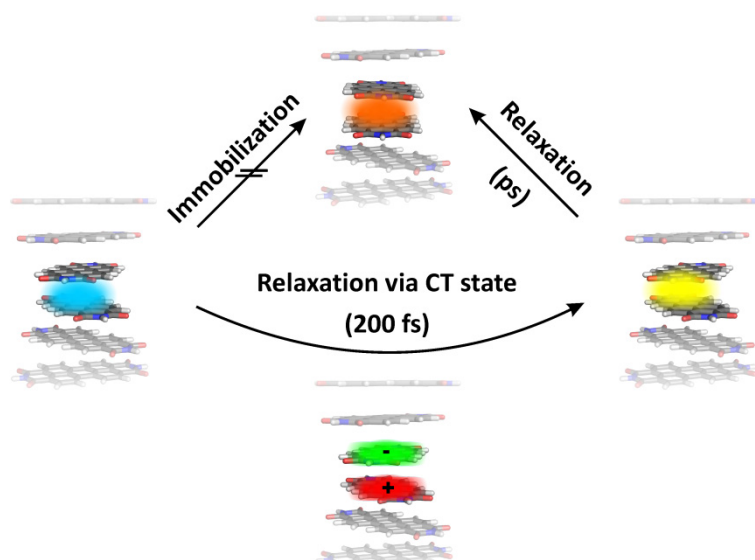 Immobilization
Relaxation
(ps)
Relaxation via CT state
(200 fs)
-
+